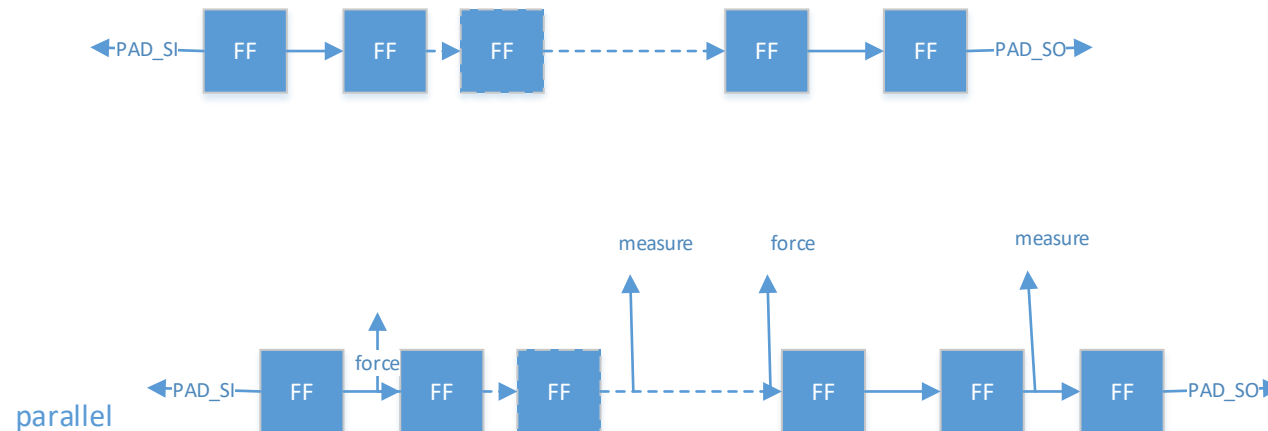 PAD_SI FF FF FF FF FF PAD_SO
measure force measure
force
PAD_SI FF FF FF FF FF FF PAD_SO
parallel